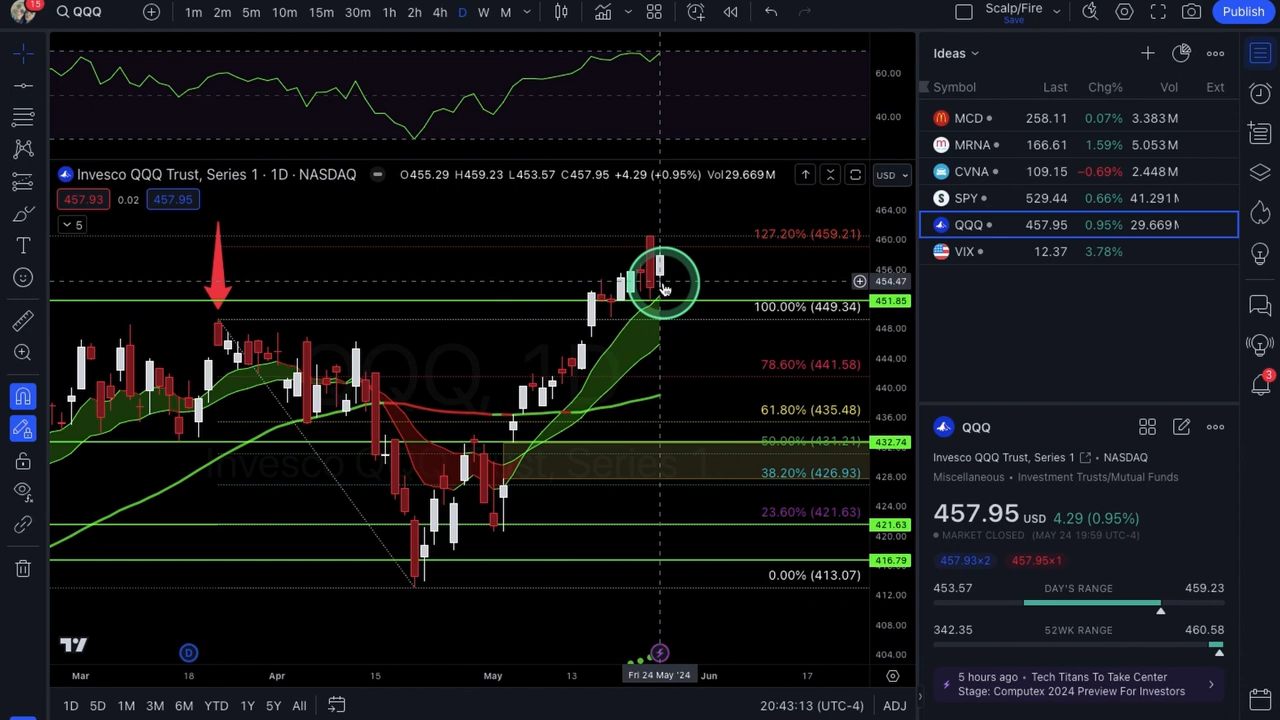 15
QQQ
1m 2m 5m 10m 15m 30m 1h 2h 4h D W M
Scalp/Fire
Save
Publish
60.00
40.00
Invesco QQQ Trust, Series 1 · 1D · NASDAQ
O455.29 H459.23 L453.57 C457.95 +4.29 (+0.95%) Vol29.669M
USD
457.93 0.02 457.95
5
464.00
460.00
456.00
454.47
451.85
448.00
444.00
440.00
436.00
432.74
428.00
424.00
421.63
420.00
416.79
412.00
408.00
404.00
127.20% (459.21)
100.00% (449.34)
78.60% (441.58)
61.80% (435.48)
50.00% (431.21)
38.20% (426.93)
23.60% (421.63)
0.00% (413.07)
QQQ, 1D
Invesco QQQ Trust, Series 1
D
Mar 18 Apr 15 May 13 Fri 24 May '24 Jun 17
1D 5D 1M 3M 6M YTD 1Y 5Y All
20:43:13 (UTC-4) ADJ
Ideas
Symbol Last Chg% Vol Ext
MCD 258.11 0.07% 3.383M
MRNA 166.61 1.59% 5.053M
CVNA 109.15 −0.69% 2.448M
SPY 529.44 0.66% 41.291M
QQQ 457.95 0.95% 29.669M
VIX 12.37 3.78%
QQQ
Invesco QQQ Trust, Series 1 • NASDAQ
Miscellaneous • Investment Trusts/Mutual Funds
457.95 USD 4.29 (0.95%)
MARKET CLOSED (MAY 24 19:59 UTC-4)
457.93×2 457.95×1
453.57 DAY'S RANGE 459.23
342.35 52WK RANGE 460.58
5 hours ago • Tech Titans To Take Center
Stage: Computex 2024 Preview For Investors
3